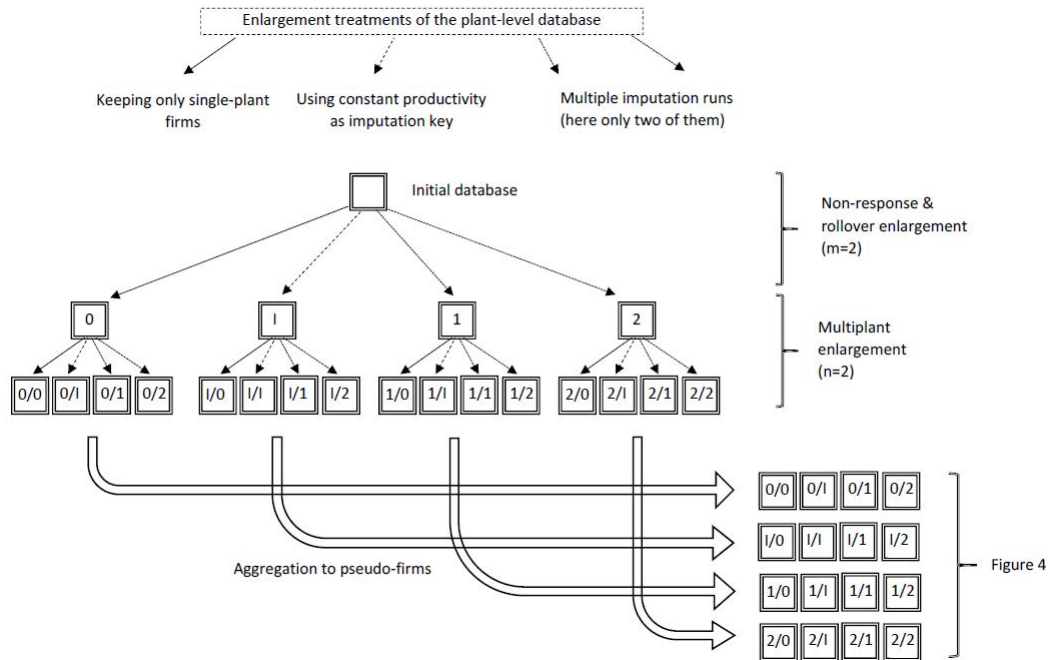 Enlargement treatments of the plant-level database
Keeping only single-plant
firms
Using constant productivity
as imputation key
Multiple imputation runs
(here only two of them)
Initial database
Non-response &
rollover enlargement
(m=2)
0
I
1
2
Multiplant
enlargement
(n=2)
0/0 0/I 0/1 0/2
I/0 I/I I/1 I/2
1/0 1/I 1/1 1/2
2/0 2/I 2/1 2/2
0/0 0/I 0/1 0/2
I/0 I/I I/1 I/2
Aggregation to pseudo-firms
Figure 4
1/0 1/I 1/1 1/2
2/0 2/I 2/1 2/2